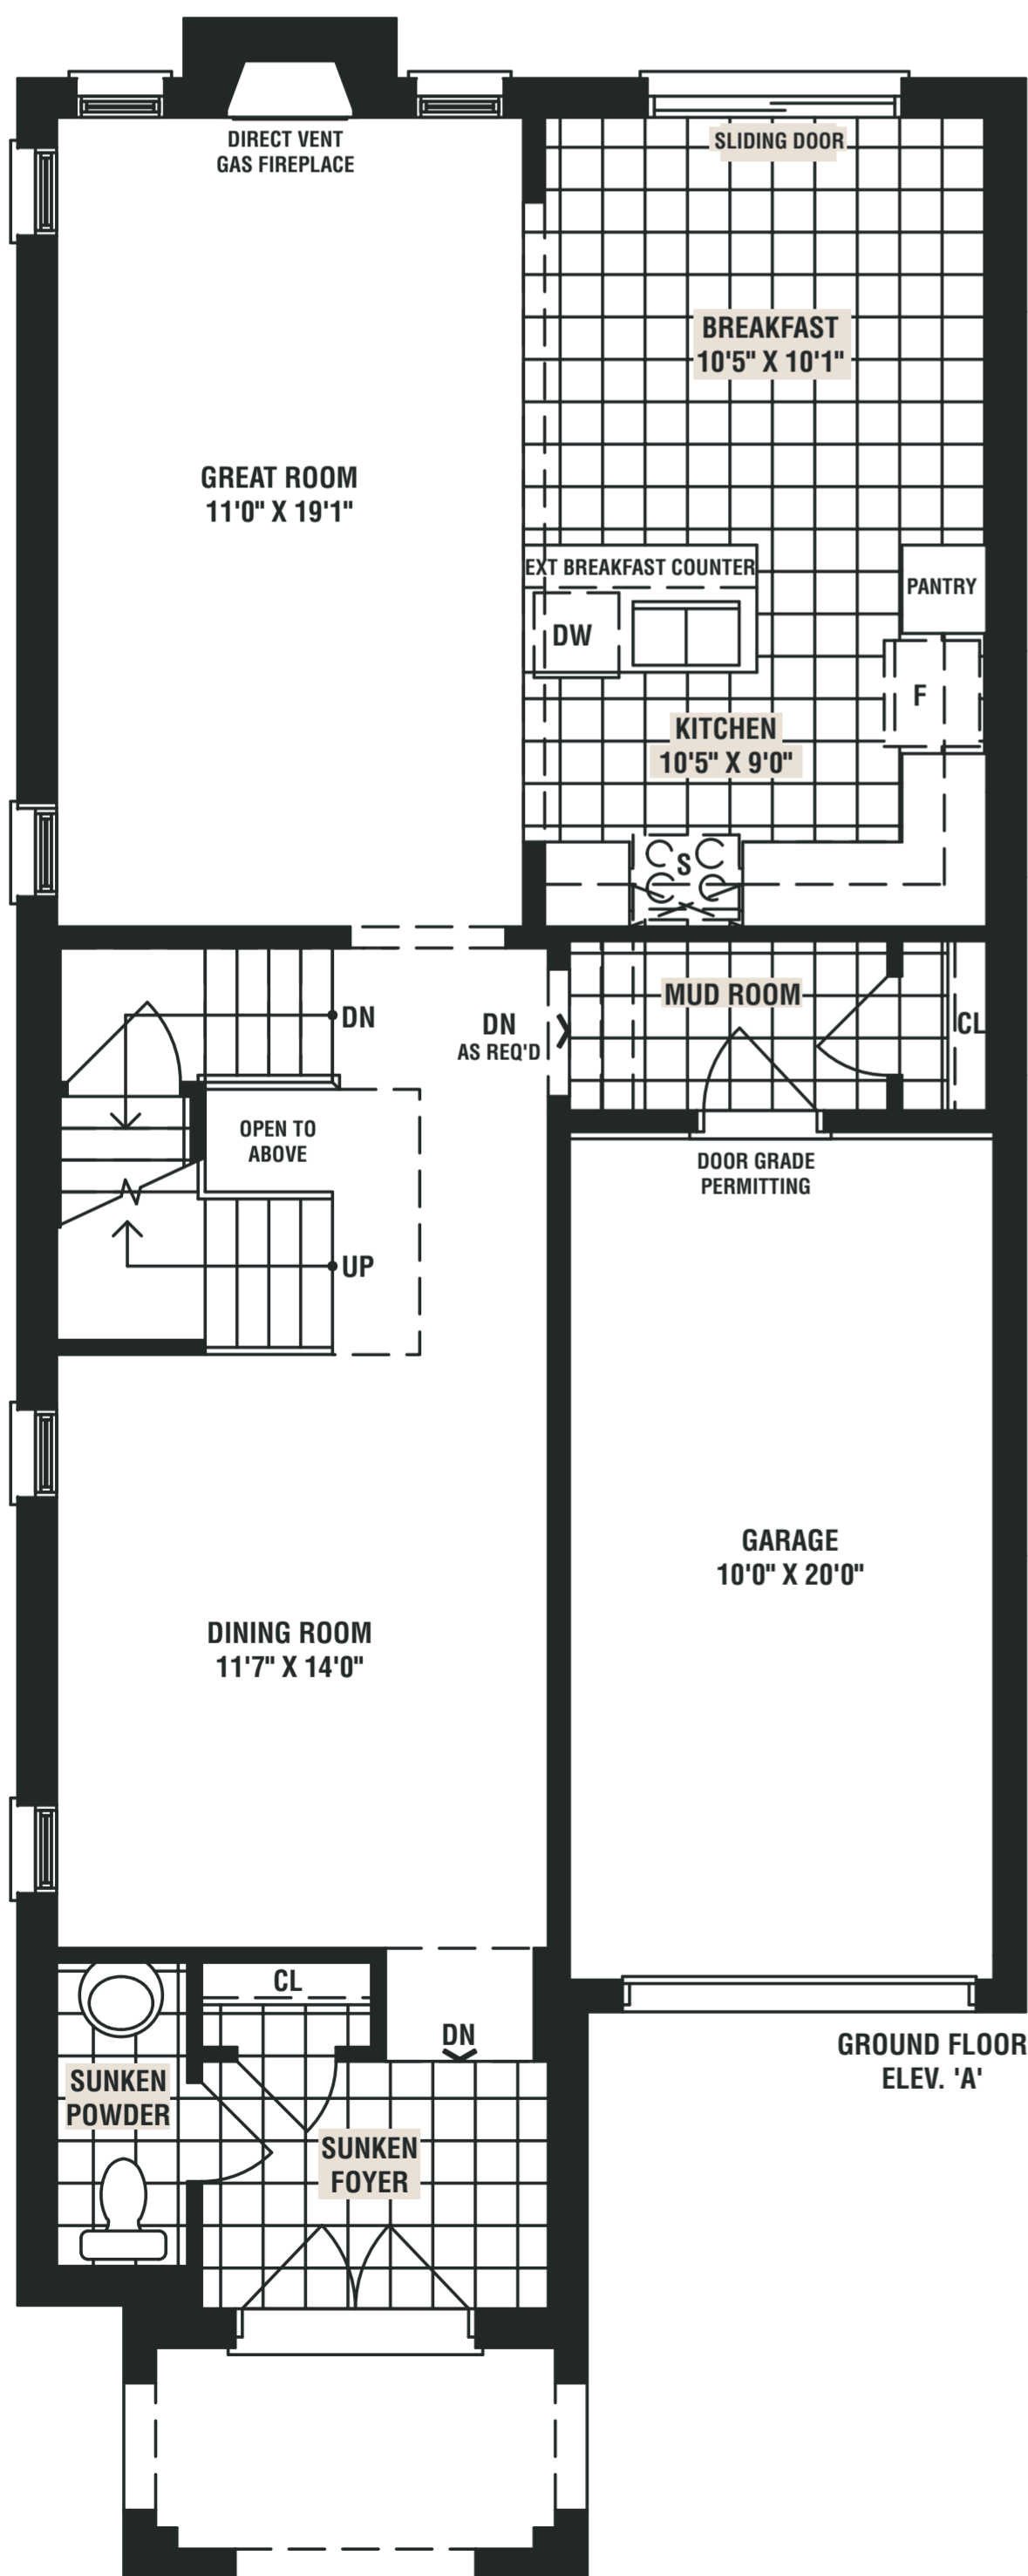 DIRECT VENT
GAS FIREPLACE
SLIDING DOOR
BREAKFAST
10'5" X 10'1"
GREAT ROOM
11'0" X 19'1"
EXT BREAKFAST COUNTER
PANTRY
DW
F
KITCHEN
10'5" X 9'0"
S
MUD ROOM
DN
DN
AS REQ'D
CL
OPEN TO
ABOVE
DOOR GRADE
PERMITTING
UP
GARAGE
10'0" X 20'0"
DINING ROOM
11'7" X 14'0"
CL
DN
GROUND FLOOR
ELEV. 'A'
SUNKEN
POWDER
SUNKEN
FOYER